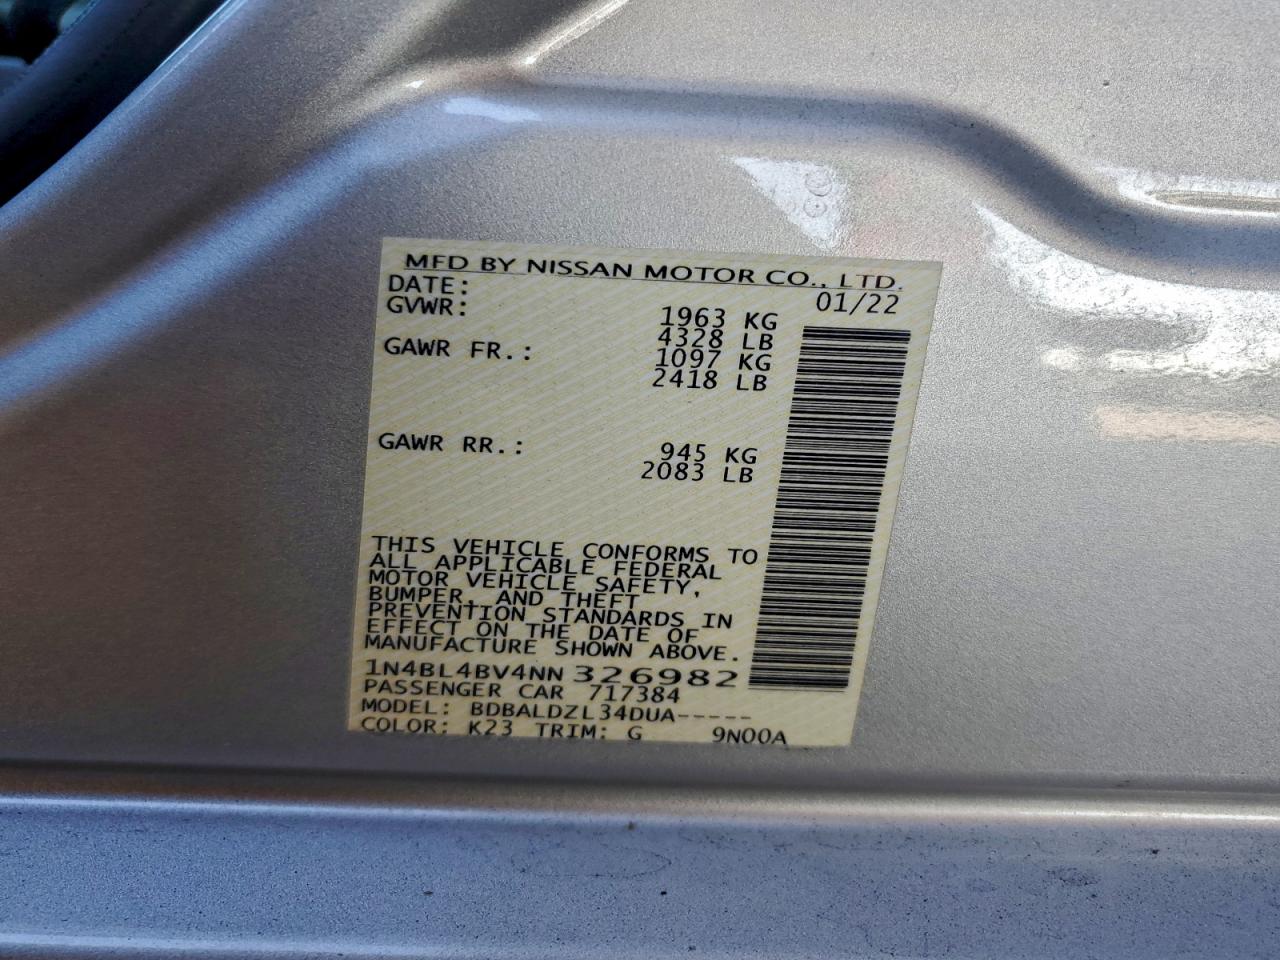 MFD BY NISSAN MOTOR CO., LTD.
DATE: 01/22
GVWR: 1963 KG
4328 LB
GAWR FR.: 1097 KG
2418 LB
GAWR RR.: 945 KG
2083 LB
THIS VEHICLE CONFORMS TO
ALL APPLICABLE FEDERAL
MOTOR VEHICLE SAFETY,
BUMPER, AND THEFT
PREVENTION STANDARDS IN
EFFECT ON THE DATE OF
MANUFACTURE SHOWN ABOVE.
1N4BL4BV4NN326982
PASSENGER CAR 717384
MODEL: BDBALDZL34DUA-----
COLOR: K23 TRIM: G 9N00A